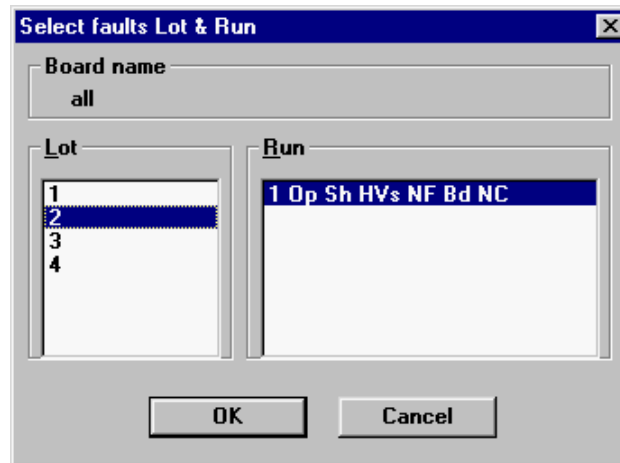 Select faults Lot & Run
Board name
all
Lot
Run
1
2
3
4
1 Op Sh HVs NF Bd NC
OK
Cancel